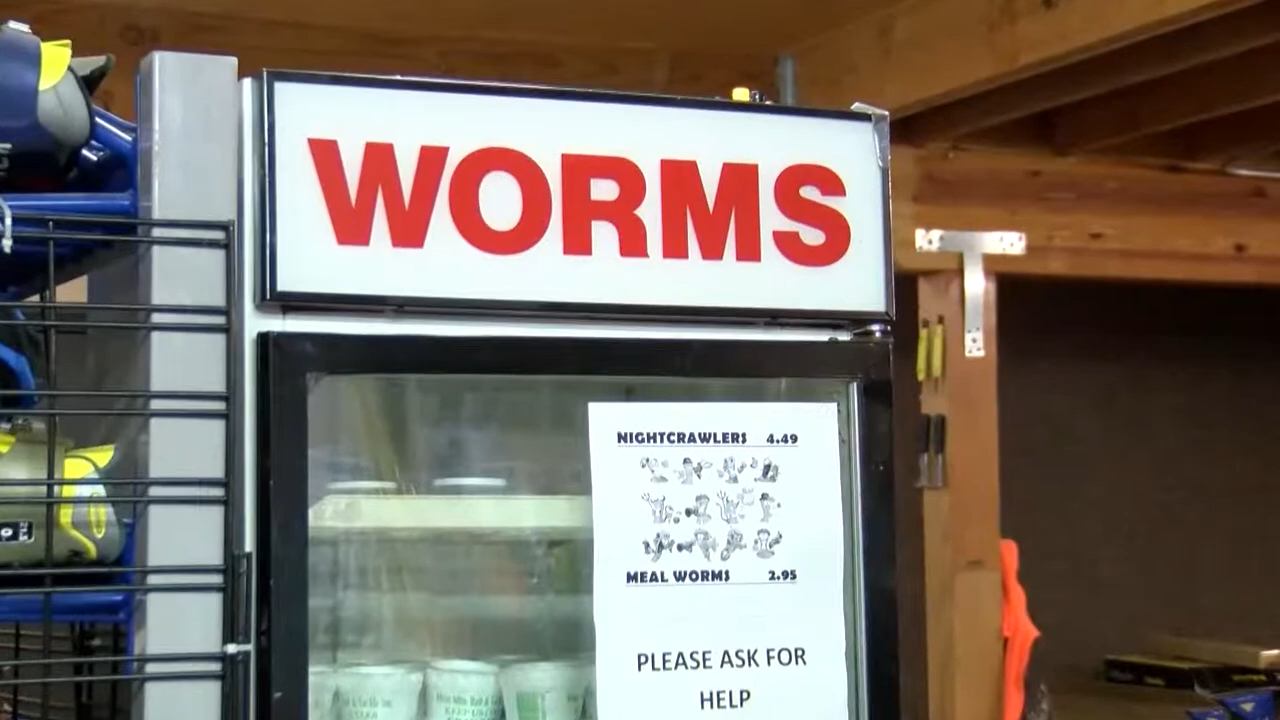 WORMS
NIGHTCRAWLERS 4.49
MEAL WORMS 2.95
PLEASE ASK FOR
HELP